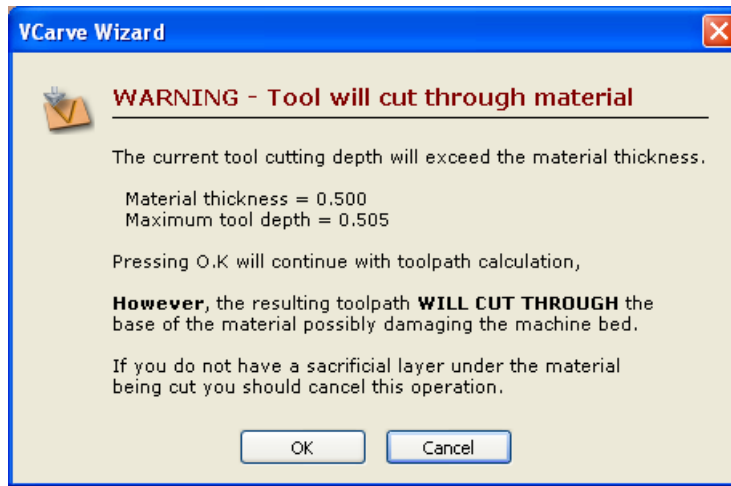 VCarve Wizard
WARNING - Tool will cut through material
The current tool cutting depth will exceed the material thickness.
Material thickness = 0.500
Maximum tool depth = 0.505
Pressing O.K will continue with toolpath calculation,
However, the resulting toolpath WILL CUT THROUGH the
base of the material possibly damaging the machine bed.
If you do not have a sacrificial layer under the material
being cut you should cancel this operation.
OK
Cancel